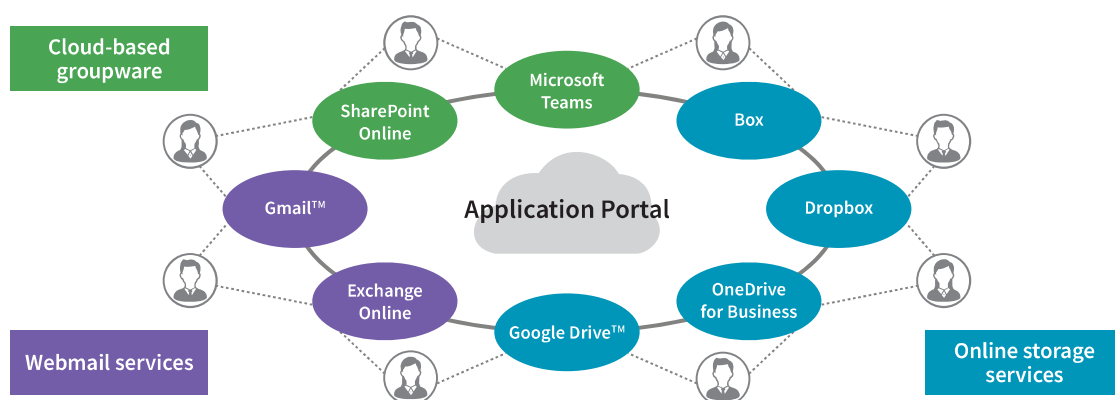 Cloud-based
groupware
Microsoft
Teams
SharePoint
Online
Box
Gmail™
Application Portal
Dropbox
Exchange
Online
OneDrive
for Business
Google Drive™
Webmail services
Online storage
services